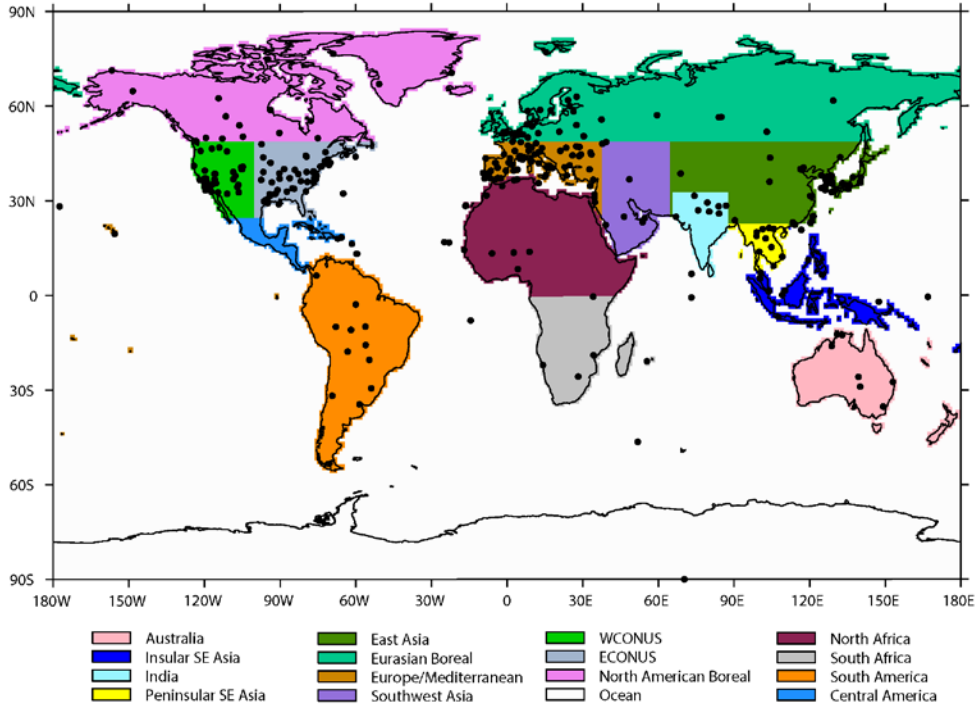 90N
60N
30N
0
30S
60S
90S
180W 150W 120W 90W 60W 30W 0 30E 60E 90E 120E 150E 180E
Australia East Asia WCONUS North Africa
Insular SE Asia Eurasian Boreal ECONUS South Africa
India Europe/Mediterranean North American Boreal South America
Peninsular SE Asia Southwest Asia Ocean Central America